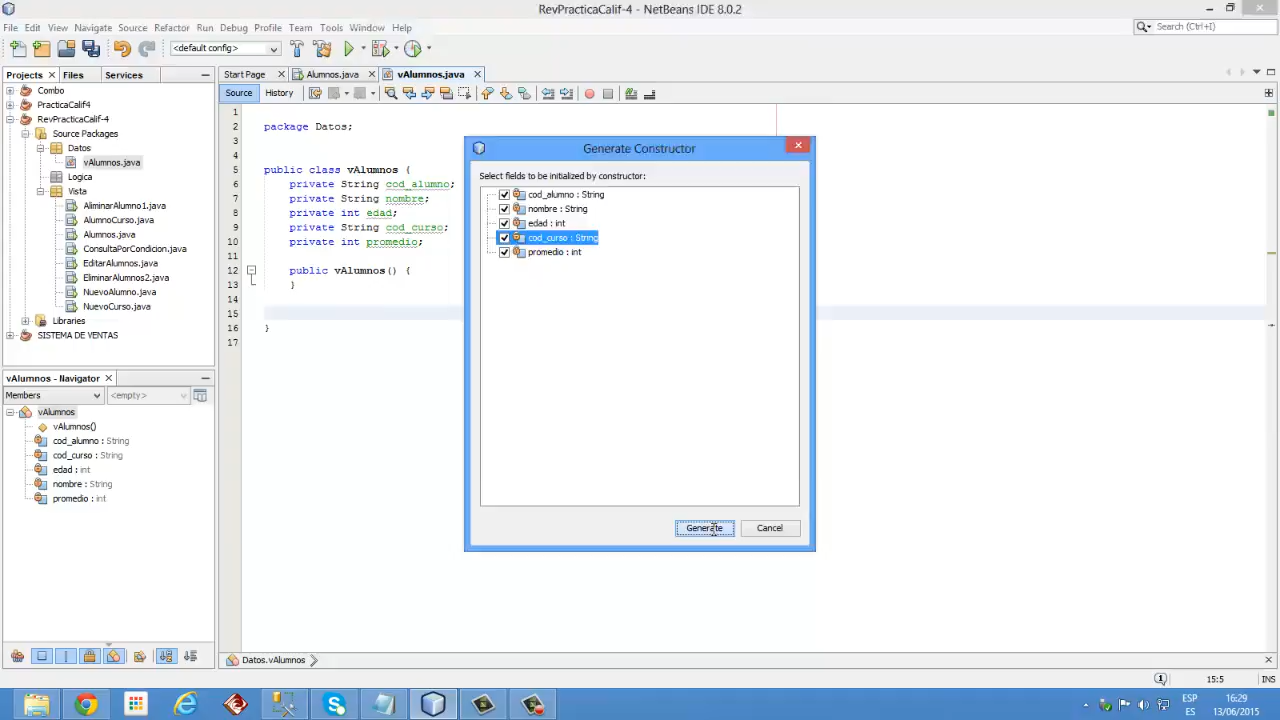 RevPracticaCalif-4 - NetBeans IDE 8.0.2
File Edit View Navigate Source Refactor Run Debug Profile Team Tools Window Help
Search (Ctrl+I)
<default config>
Projects Files Services
Start Page Alumnos.java vAlumnos.java
Source History
Combo
PracticaCalif4
RevPracticaCalif-4
Source Packages
Datos
vAlumnos.java
Logica
Vista
AliminarAlumno1.java
AlumnoCurso.java
Alumnos.java
ConsultaPorCondicion.java
EditarAlumnos.java
EliminarAlumnos2.java
NuevoAlumno.java
NuevoCurso.java
Libraries
SISTEMA DE VENTAS
1
2 package Datos;
3
4
5 public class vAlumnos {
6 private String cod_alumno;
7 private String nombre;
8 private int edad;
9 private String cod_curso;
10 private int promedio;
11
12 public vAlumnos() {
13 }
14
15
16 }
17
Generate Constructor
Select fields to be initialized by constructor:
cod_alumno : String
nombre : String
edad : int
cod_curso : String
promedio : int
Generate Cancel
vAlumnos - Navigator
Members <empty>
vAlumnos
vAlumnos()
cod_alumno : String
cod_curso : String
edad : int
nombre : String
promedio : int
Datos.vAlumnos
15:5 INS
ESP
ES
16:29
13/06/2015